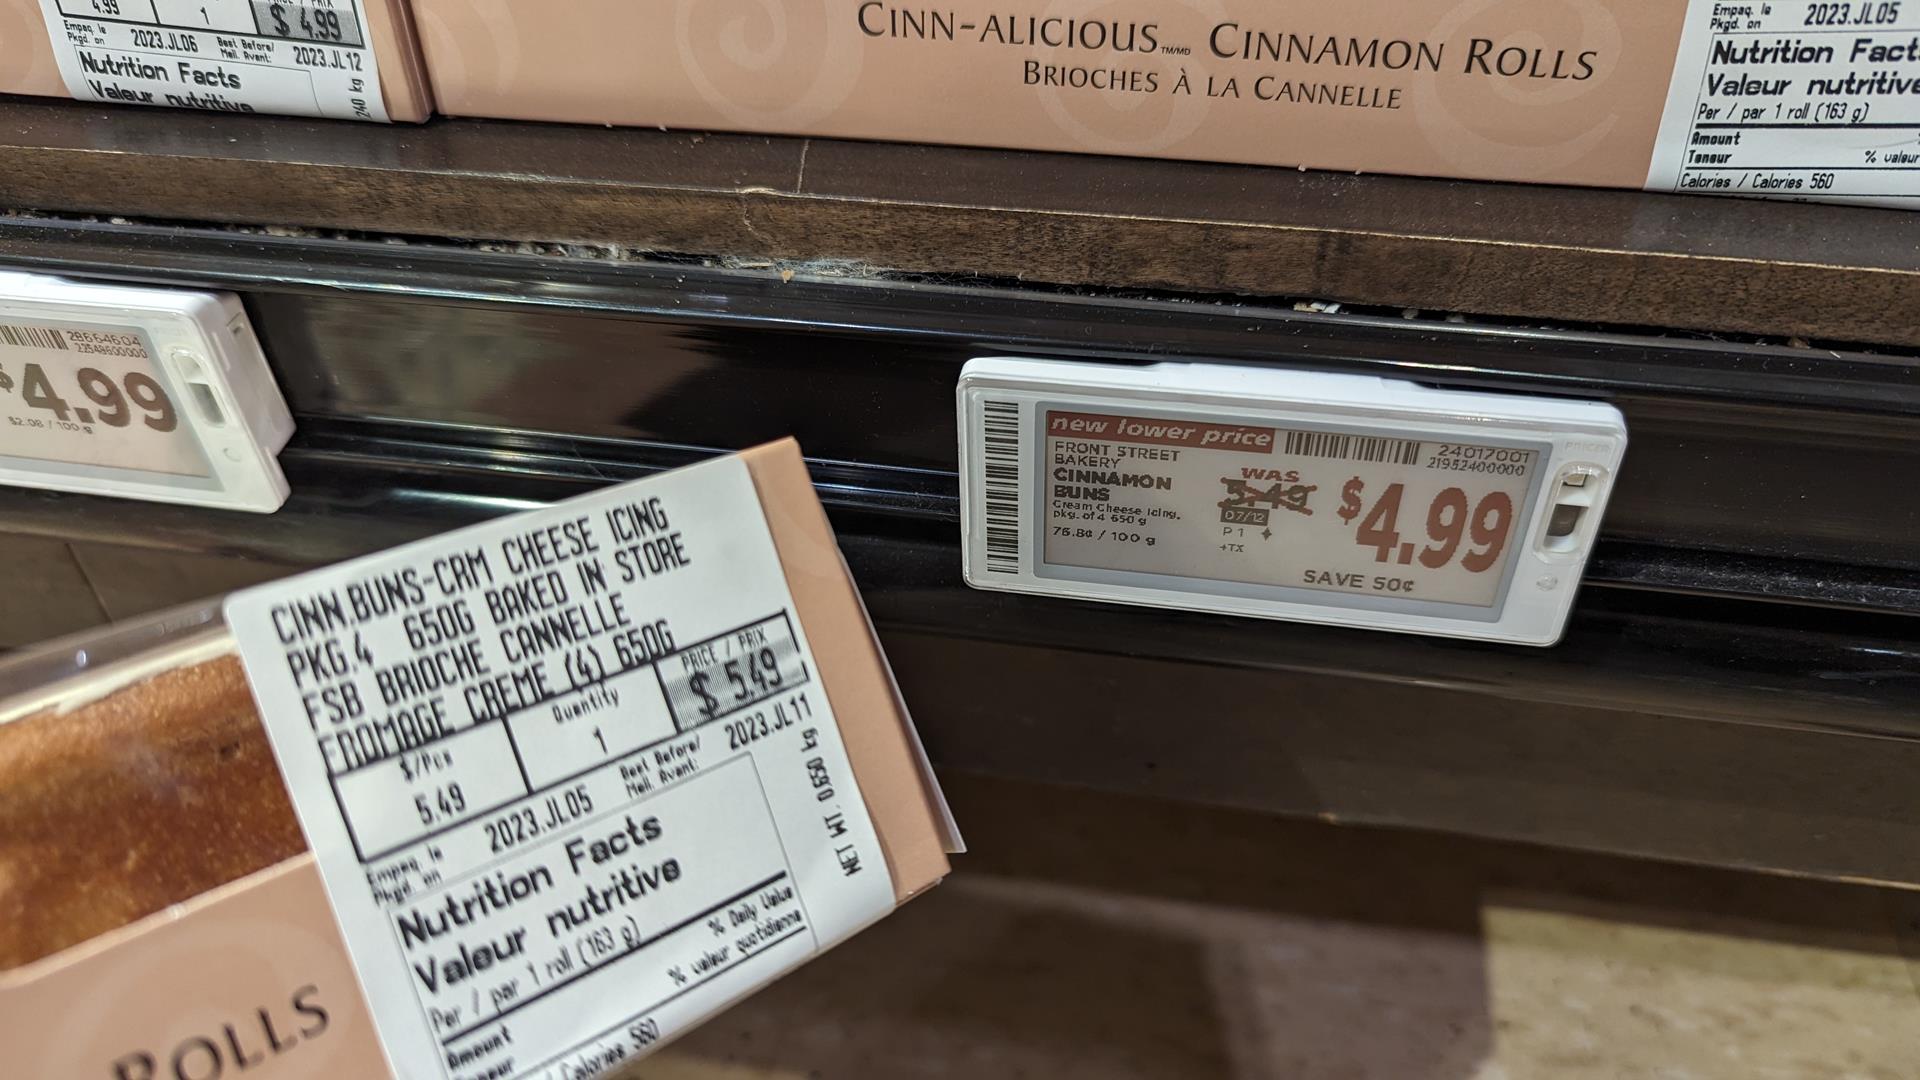 4.99
1
$ 4.99
Empaq. le
Pkgd. on
2023.JL06
Best Before/
Meil. Avant:
2023.JL12
Nutrition Facts
Valeur nutritive
CINN-ALICIOUS TM/MD CINNAMON ROLLS
BRIOCHES À LA CANNELLE
Empaq. le
Pkgd. on
2023.JL05
Nutrition Facts
Valeur nutritive
Per / par 1 roll (163 g)
Amount
Teneur
% valeur
Calories / Calories 560
28664604
$4.99
$2.08 / 100 g
PRICER
new lower price
24017001
21952400000
FRONT STREET
BAKERY
CINNAMON
BUNS
Cream Cheese Icing,
pkg. of 4 650 g
76.8¢ / 100 g
WAS
5.49
07/12
P 1
+TX
$4.99
SAVE 50¢
PRICER
CINN.BUNS-CRM CHEESE ICING
PKG.4 650G BAKED IN STORE
FSB BRIOCHE CANNELLE
FROMAGE CREME (4) 650G
$/Pcs
5.49
Quantity
1
PRICE / PRIX
$ 5.49
Empaq. le
Pkgd. on
2023.JL05
Best Before/
Meil. Avant:
2023.JL11
NET WT. 0.650 kg
Nutrition Facts
Valeur nutritive
Per / par 1 roll (163 g)
% Daily Value
% valeur quotidienne
Amount
Teneur
Calories 560
ROLLS